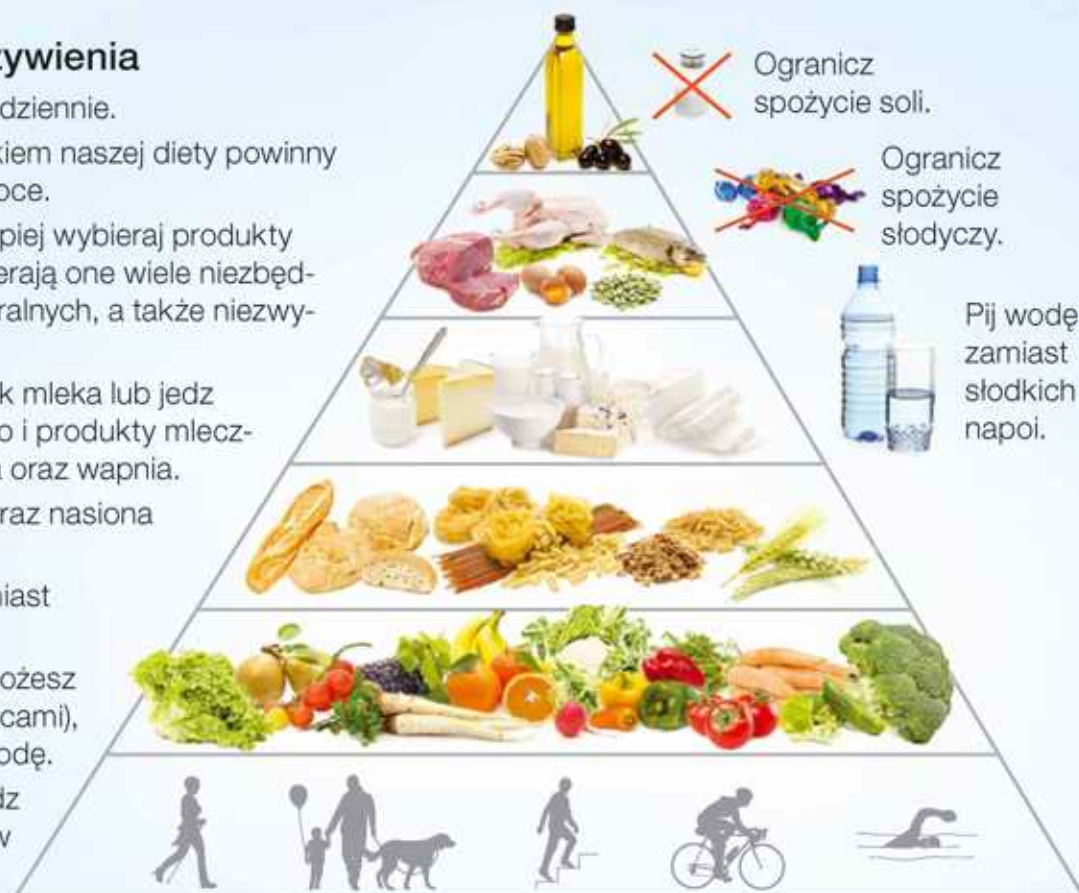 żywienia
dziennie.
kiem naszej diety powinny
oce.
piej wybieraj produkty
erają one wiele niezbęd-
ralnych, a także niezwy-
k mleka lub jedz
o i produkty mlecz-
a oraz wapnia.
raz nasiona
niast
ożesz
cami),
odę.
dz
w
Ogranicz
spożycie soli.
Ogranicz
spożycie
słodyczy.
Pij wodę
zamiast
słodkich
napoi.